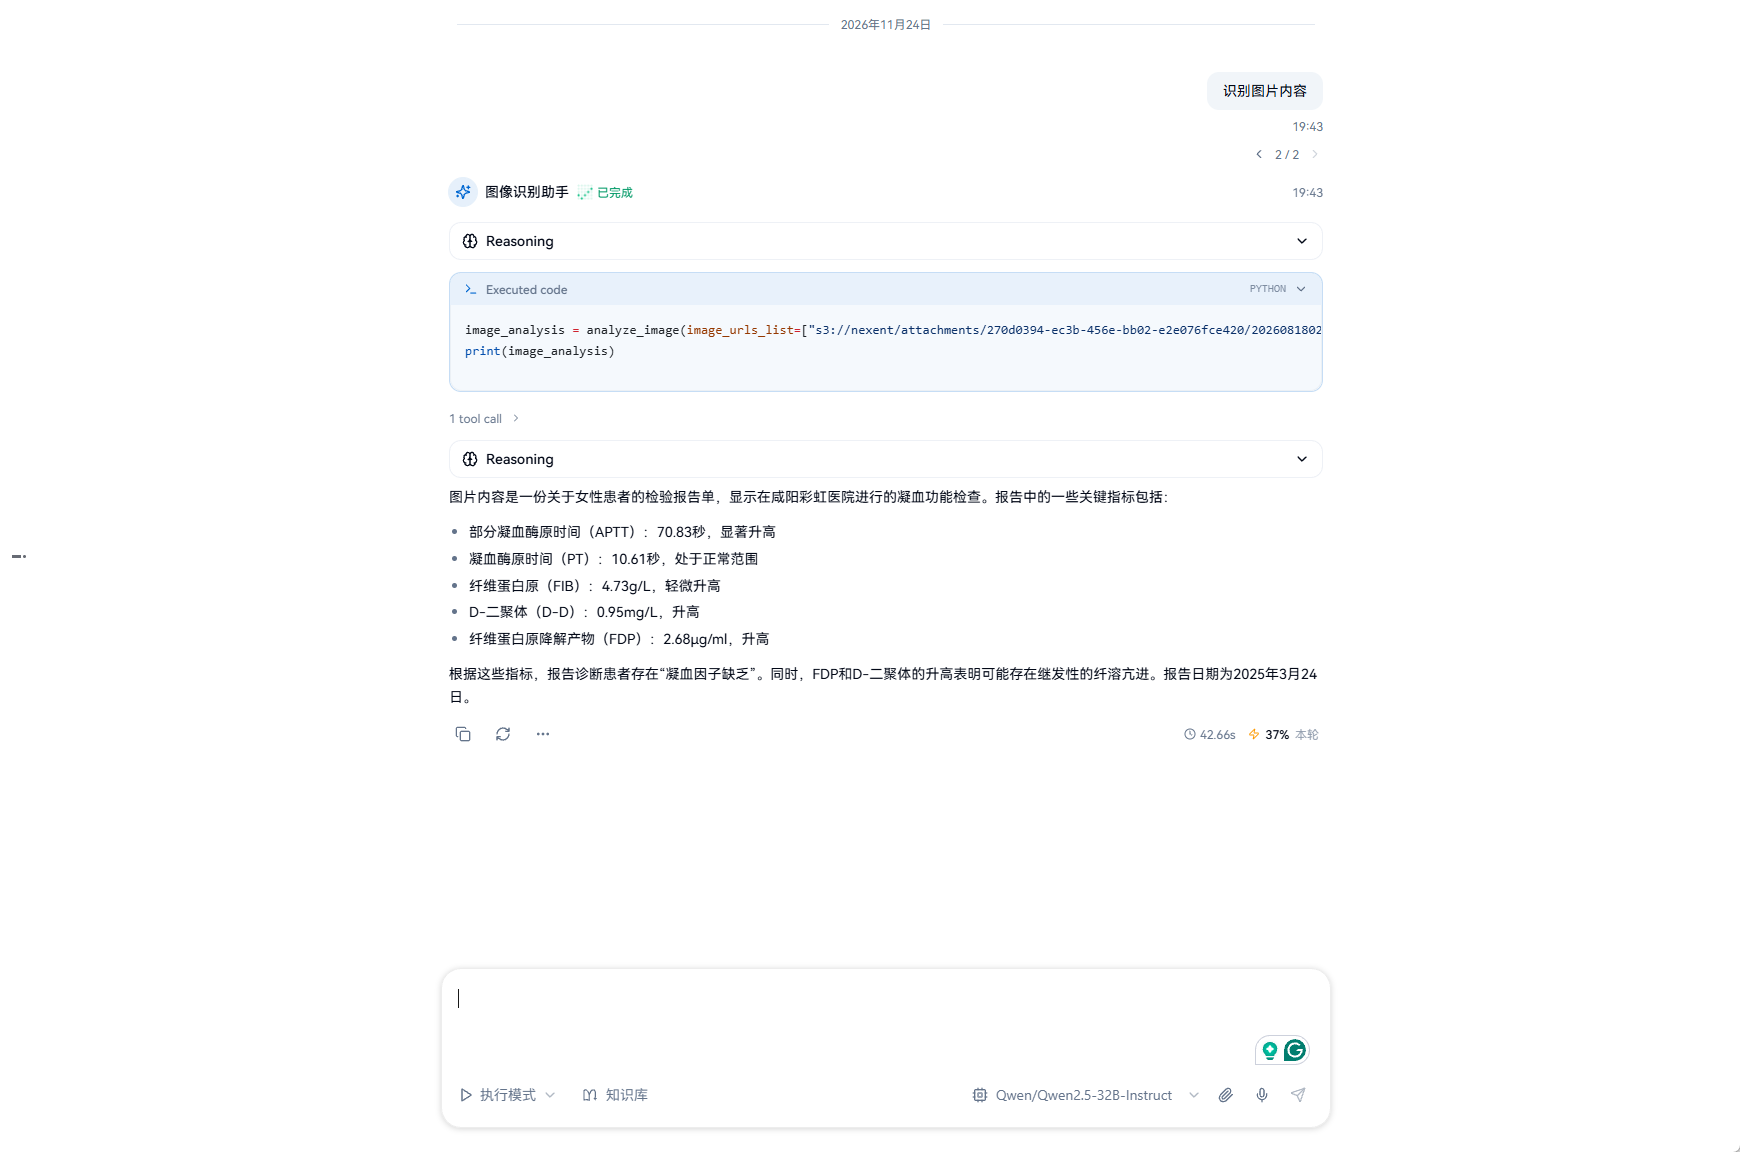 2026年11月24日
识别图片内容
19:43
2 / 2
图像识别助手 已完成 19:43
Reasoning
Executed code PYTHON
image_analysis = analyze_image(image_urls_list=["s3://nexent/attachments/270d0394-ec3b-456e-bb02-e2e076fce420/2026081802
print(image_analysis)
1 tool call
Reasoning
图片内容是一份关于女性患者的检验报告单，显示在咸阳彩虹医院进行的凝血功能检查。报告中的一些关键指标包括：
部分凝血酶原时间（APTT）：70.83秒，显著升高
凝血酶原时间（PT）：10.61秒，处于正常范围
纤维蛋白原（FIB）：4.73g/L，轻微升高
D-二聚体（D-D）：0.95mg/L，升高
纤维蛋白原降解产物（FDP）：2.68μg/ml，升高
根据这些指标，报告诊断患者存在“凝血因子缺乏”。同时，FDP和D-二聚体的升高表明可能存在继发性的纤溶亢进。报告日期为2025年3月24
日。
42.66s 37% 本轮
执行模式 知识库 Qwen/Qwen2.5-32B-Instruct